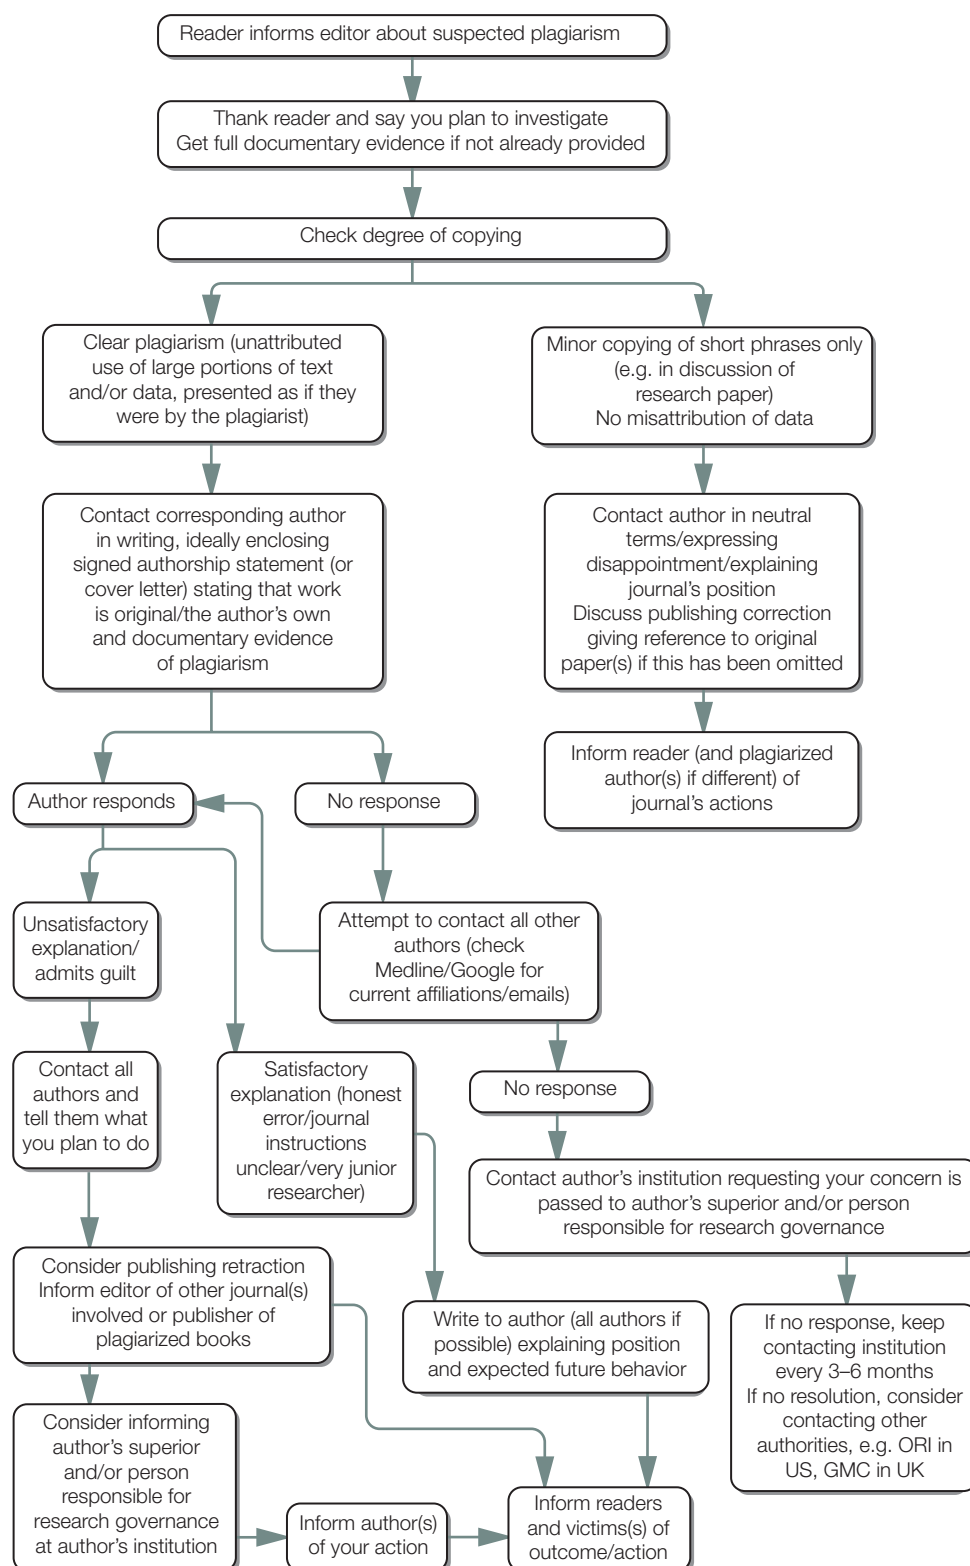 Reader informs editor about suspected plagiarism
Thank reader and say you plan to investigate
Get full documentary evidence if not already provided
Check degree of copying
Clear plagiarism (unattributed
use of large portions of text
and/or data, presented as if they
were by the plagiarist)
Minor copying of short phrases only
(e.g. in discussion of
research paper)
No misattribution of data
Contact corresponding author
in writing, ideally enclosing
signed authorship statement (or
cover letter) stating that work
is original/the author's own
and documentary evidence
of plagiarism
Contact author in neutral
terms/expressing
disappointment/explaining
journal's position
Discuss publishing correction
giving reference to original
paper(s) if this has been omitted
Inform reader (and plagiarized
author(s) if different) of
journal's actions
Author responds
No response
Unsatisfactory
explanation/
admits guilt
Attempt to contact all other
authors (check
Medline/Google for
current affiliations/emails)
Contact all
authors and
tell them what
you plan to do
Satisfactory
explanation (honest
error/journal
instructions
unclear/very junior
researcher)
No response
Contact author's institution requesting your concern is
passed to author's superior and/or person
responsible for research governance
Consider publishing retraction
Inform editor of other journal(s)
involved or publisher of
plagiarized books
Write to author (all authors if
possible) explaining position
and expected future behavior
If no response, keep
contacting institution
every 3–6 months
If no resolution, consider
contacting other
authorities, e.g. ORI in
US, GMC in UK
Consider informing
author's superior
and/or person
responsible for
research governance
at author's institution
Inform author(s)
of your action
Inform readers
and victims(s) of
outcome/action